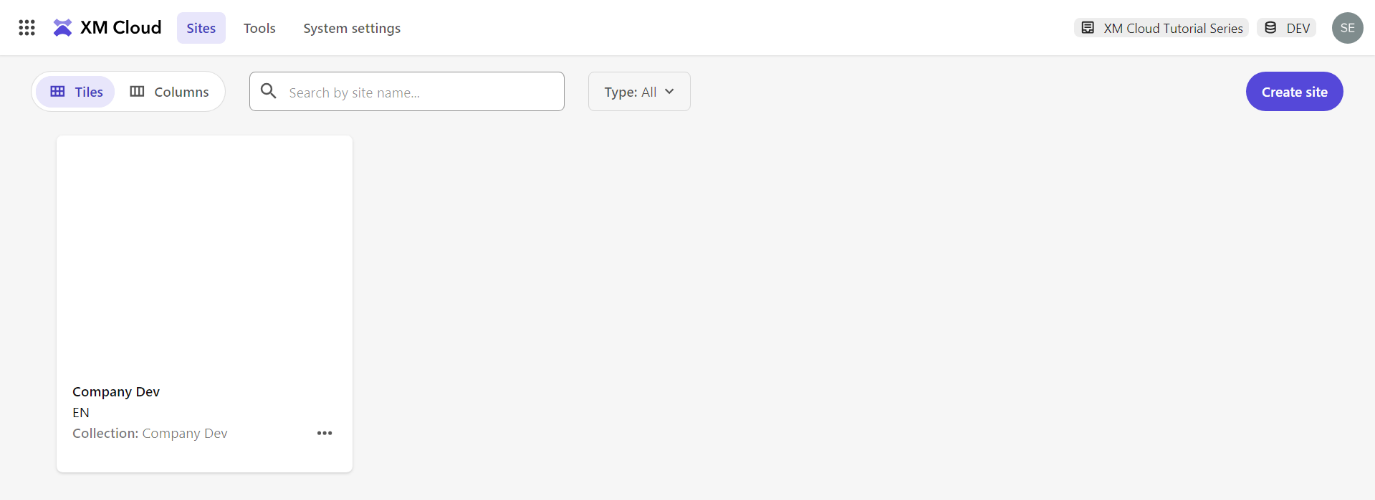 XM Cloud Sites Tools System settings XM Cloud Tutorial Series DEV SE
Tiles Columns Search by site name... Type: All Create site
Company Dev
EN
Collection: Company Dev